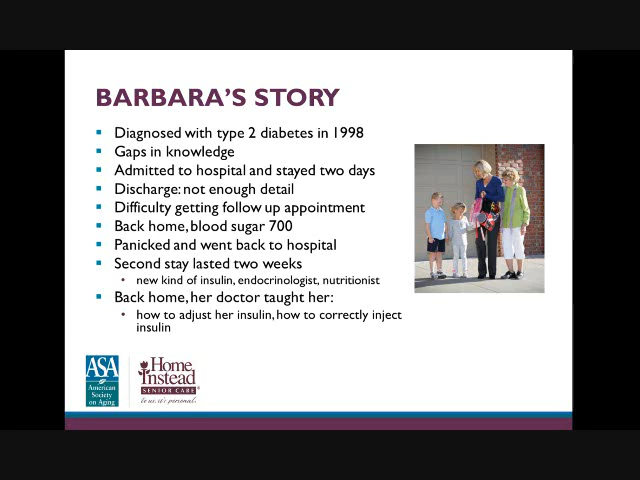 BARBARA'S STORY
Diagnosed with type 2 diabetes in 1998
Gaps in knowledge
Admitted to hospital and stayed two days
Discharge: not enough detail
Difficulty getting follow up appointment
Back home, blood sugar 700
Panicked and went back to hospital
Second stay lasted two weeks
new kind of insulin, endocrinologist, nutritionist
Back home, her doctor taught her:
how to adjust her insulin, how to correctly inject
insulin
ASA
American
Society
on Aging
Home
Instead
SENIOR CARE®
to us, it's personal.